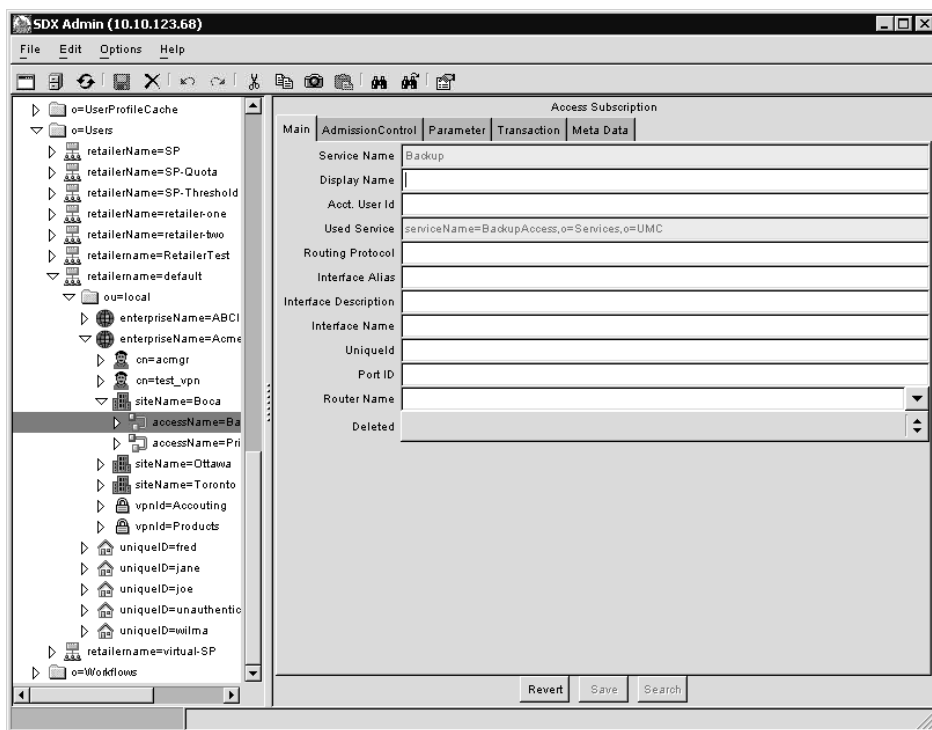 SDX Admin (10.10.123.68)
File Edit Options Help
o=UserProfileCache
o=Users
retailerName=SP
retailerName=SP-Quota
retailerName=SP-Threshold
retailerName=retailer-one
retailerName=retailer-two
retailername=RetailerTest
retailername=default
ou=local
enterpriseName=ABCI
enterpriseName=Acme
cn=acmgr
cn=test_vpn
siteName=Boca
accessName=Ba
accessName=Pri
siteName=Ottawa
siteName=Toronto
vpnId=Accouting
vpnId=Products
uniqueID=fred
uniqueID=jane
uniqueID=joe
uniqueID=unauthentic
uniqueID=wilma
retailername=virtual-SP
o=Workflows
Access Subscription
Main AdmissionControl Parameter Transaction Meta Data
Service Name Backup
Display Name
Acct. User Id
Used Service serviceName=BackupAccess,o=Services,o=UMC
Routing Protocol
Interface Alias
Interface Description
Interface Name
UniqueId
Port ID
Router Name
Deleted
Revert Save Search